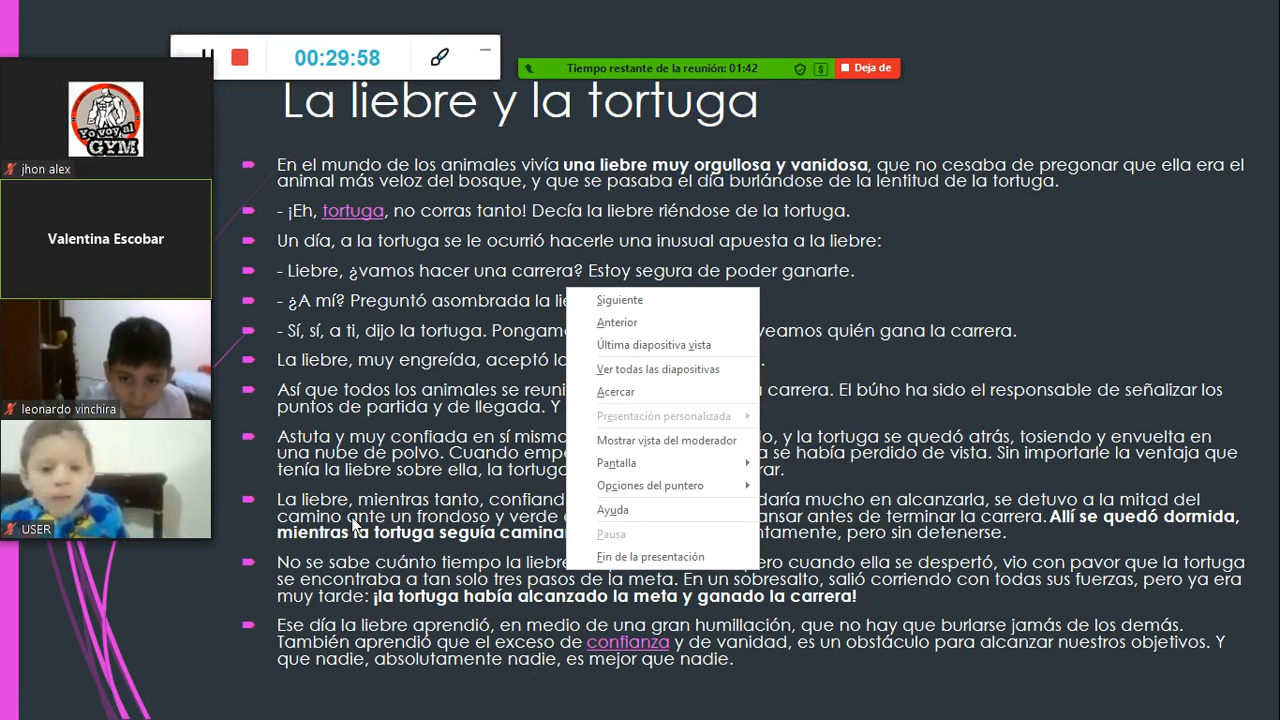 00:29:58
Tiempo restante de la reunión: 01:42
Deja de
Yo voy al
GYM
jhon alex
Valentina Escobar
leonardo vinchira
USER
La liebre y la tortuga
En el mundo de los animales vivía una liebre muy orgullosa y vanidosa, que no cesaba de pregonar que ella era el
animal más veloz del bosque, y que se pasaba el día burlándose de la lentitud de la tortuga.
- ¡Eh, tortuga, no corras tanto! Decía la liebre riéndose de la tortuga.
Un día, a la tortuga se le ocurrió hacerle una inusual apuesta a la liebre:
- Liebre, ¿vamos hacer una carrera? Estoy segura de poder ganarte.
- ¿A mí? Preguntó asombrada la
- Sí, sí, a ti, dijo la tortuga. veamos quién gana la carrera.
La liebre, muy engreída, aceptó
Así que todos los animales se carrera. El búho ha sido el responsable de señalizar los
puntos de partida y de llegada. Y
Astuta y muy confiada en sí mismo y la tortuga se quedó atrás, tosiendo y envuelta en
una nube de polvo. Cuando se había perdido de vista. Sin importarle la ventaja que
tenía la liebre sobre ella, la
La liebre, mientras tanto, mucho en alcanzarla, se detuvo a la mitad del
camino ante un frondoso y verde antes de terminar la carrera. Allí se quedó dormida,
mientras la tortuga seguía pero sin detenerse.
No se sabe cuánto tiempo la cuando ella se despertó, vio con pavor que la tortuga
se encontraba a tan solo tres pasos de la meta. En un sobresalto, salió corriendo con todas sus fuerzas, pero ya era
muy tarde: ¡la tortuga había alcanzado la meta y ganado la carrera!
Ese día la liebre aprendió, en medio de una gran humillación, que no hay que burlarse jamás de los demás.
También aprendió que el exceso de confianza y de vanidad, es un obstáculo para alcanzar nuestros objetivos. Y
que nadie, absolutamente nadie, es mejor que nadie.
Siguiente
Anterior
Última diapositiva vista
Ver todas las diapositivas
Acercar
Presentación personalizada
Mostrar vista del moderador
Pantalla
Opciones del puntero
Ayuda
Pausa
Fin de la presentación